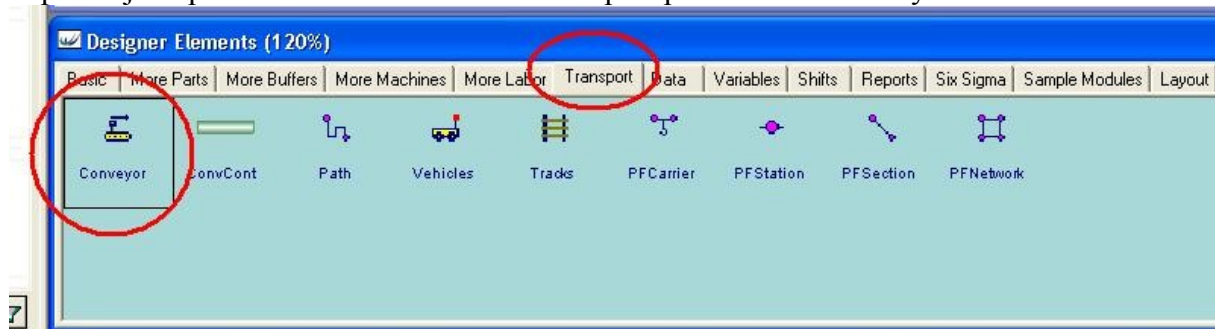 Designer Elements (120%)
Basic More Parts More Buffers More Machines More Labor Transport Data Variables Shifts Reports Six Sigma Sample Modules Layout
Conveyor ConvCont Path Vehicles Tracks PFCarrier PFStation PFSection PFNetwork